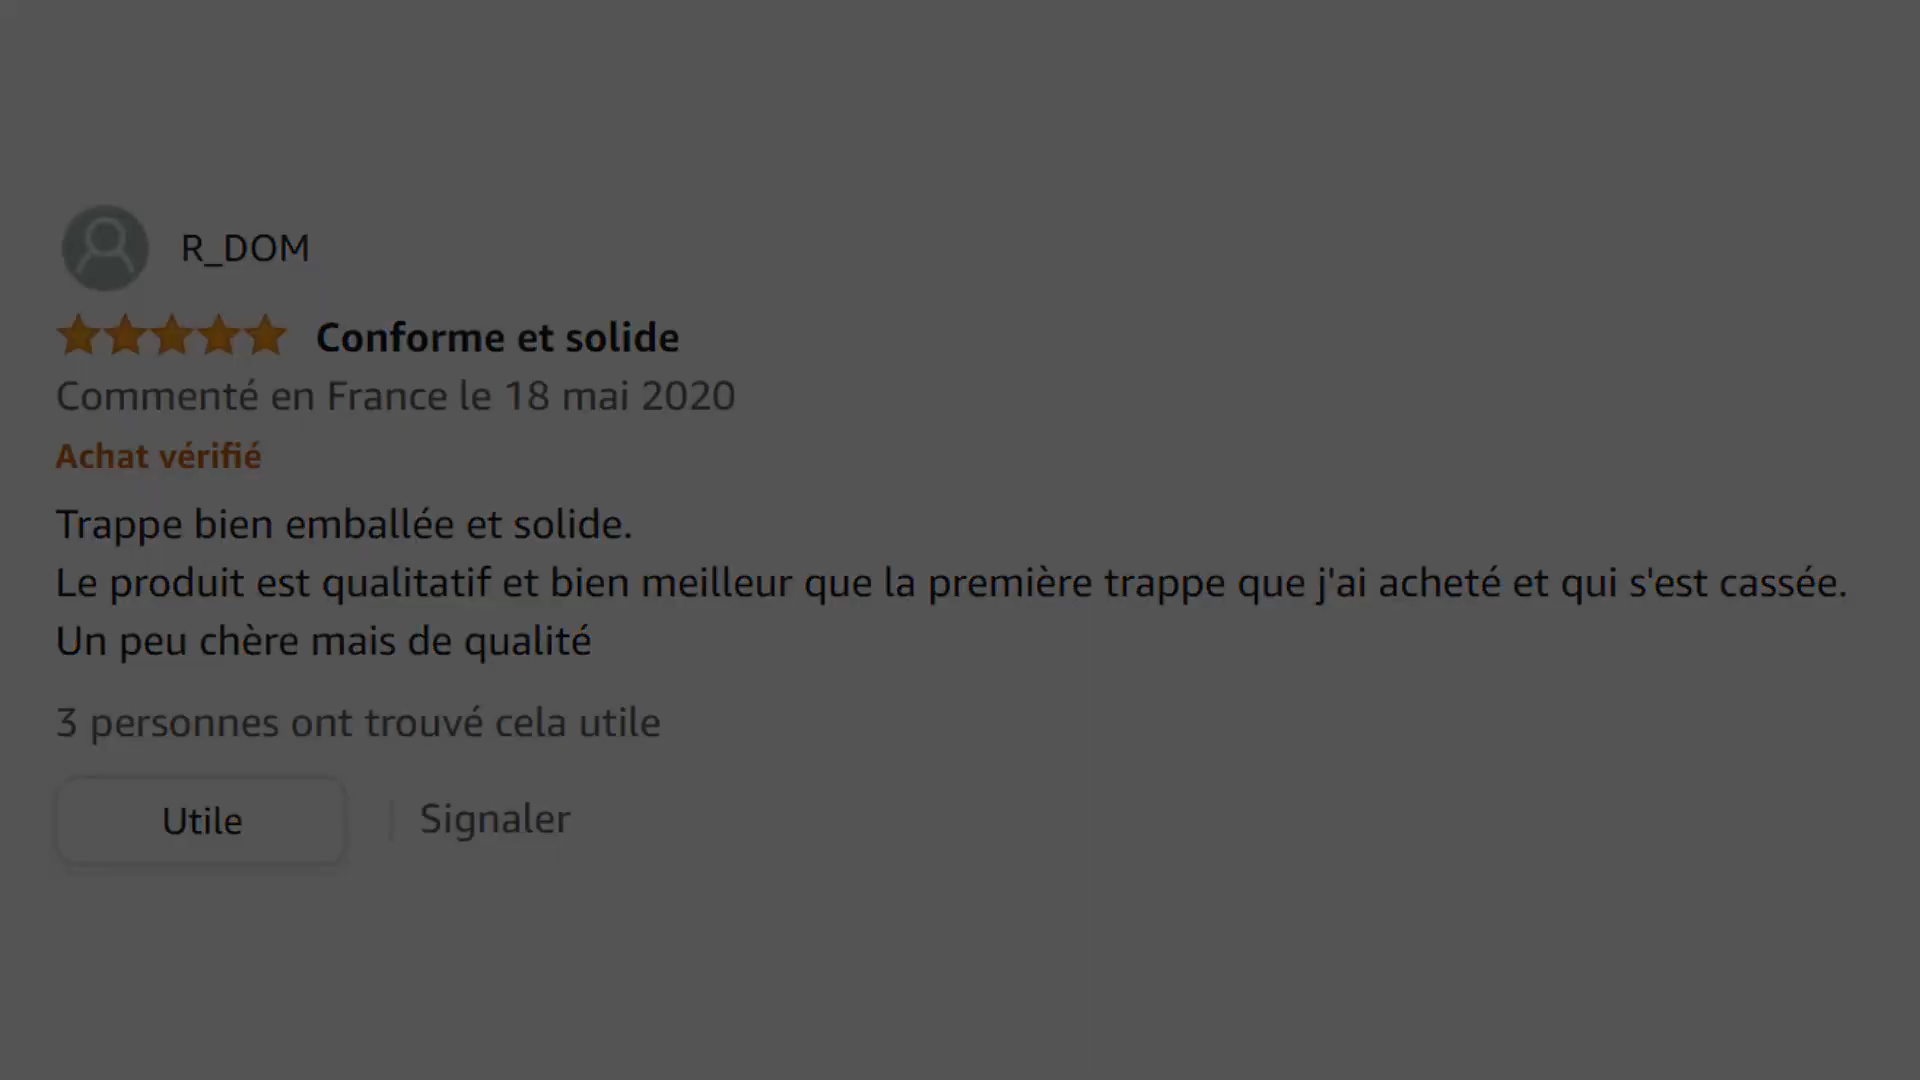 R_DOM
Conforme et solide
Commenté en France le 18 mai 2020
Achat vérifié
Trappe bien emballée et solide.
Le produit est qualitatif et bien meilleur que la première trappe que j'ai acheté et qui s'est cassée.
Un peu chère mais de qualité
3 personnes ont trouvé cela utile
Utile
Signaler